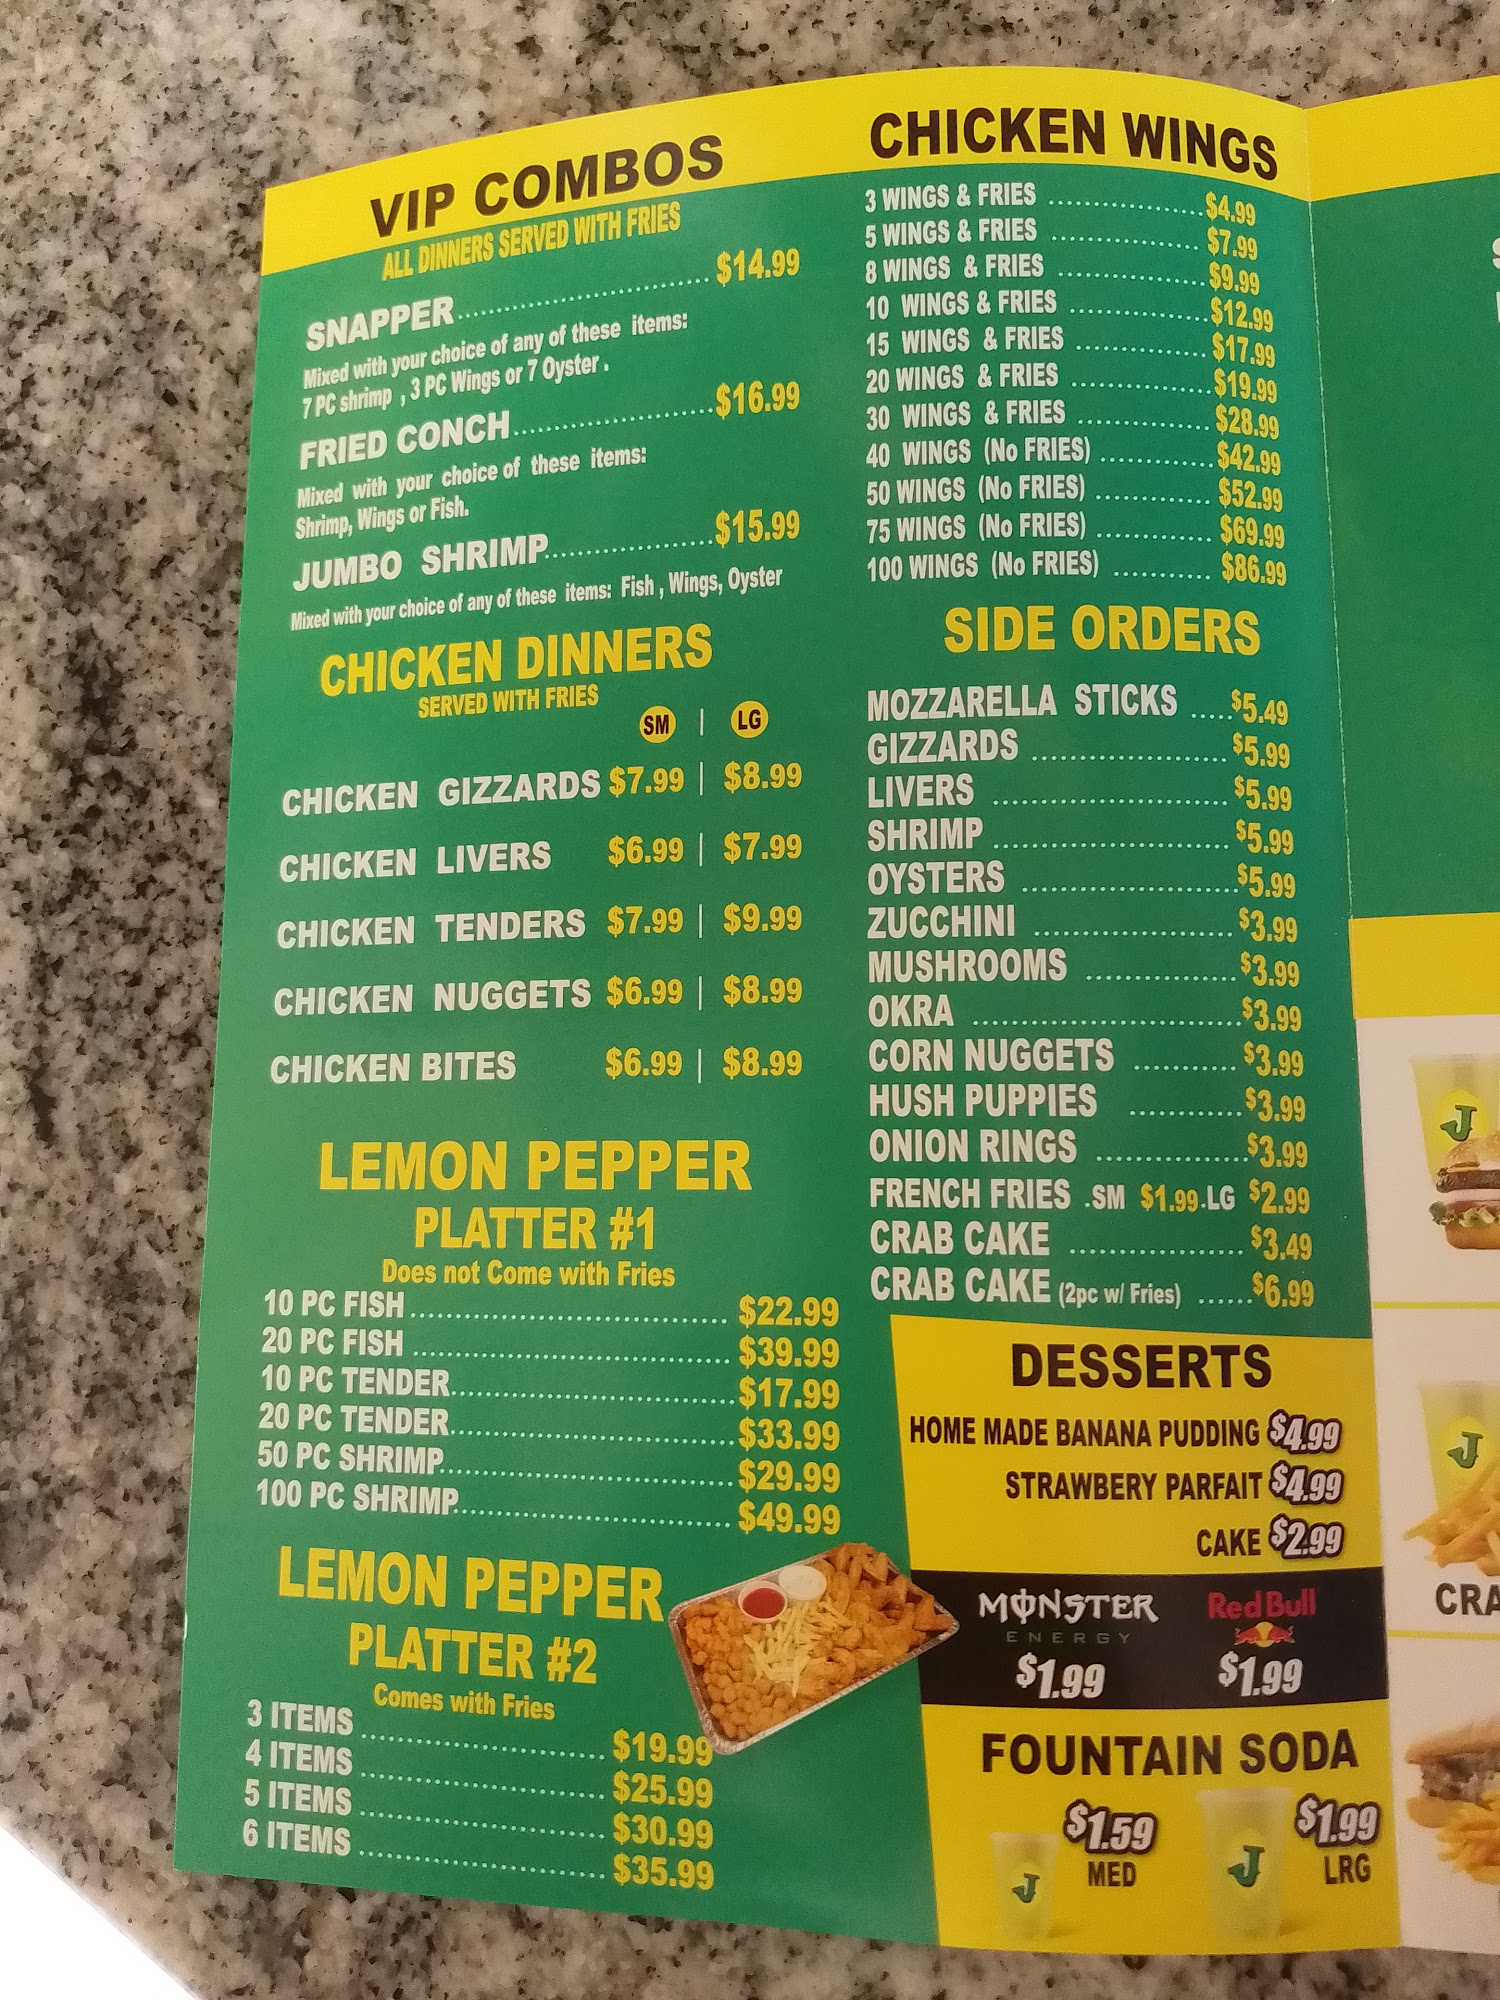 VIP COMBOS
ALL DINNERS SERVED WITH FRIES
SNAPPER........................ $14.99
Mixed with your choice of any of these items:
7 PC shrimp , 3 PC Wings or 7 Oyster .
FRIED CONCH........................$16.99
Mixed with your choice of these items:
Shrimp, Wings or Fish.
JUMBO SHRIMP....................$15.99
Mixed with your choice of any of these items: Fish , Wings, Oyster
CHICKEN DINNERS
SERVED WITH FRIES
SM | LG
CHICKEN GIZZARDS $7.99 | $8.99
CHICKEN LIVERS $6.99 | $7.99
CHICKEN TENDERS $7.99 | $9.99
CHICKEN NUGGETS $6.99 | $8.99
CHICKEN BITES $6.99 | $8.99
LEMON PEPPER
PLATTER #1
Does not Come with Fries
10 PC FISH........................ $22.99
20 PC FISH ........................ $39.99
10 PC TENDER........................ $17.99
20 PC TENDER........................ $33.99
50 PC SHRIMP........................ $29.99
100 PC SHRIMP........................ $49.99
LEMON PEPPER
PLATTER #2
Comes with Fries
3 ITEMS ........................ $19.99
4 ITEMS ........................ $25.99
5 ITEMS ........................ $30.99
6 ITEMS ........................ $35.99
CHICKEN WINGS
3 WINGS & FRIES ....................$4.99
5 WINGS & FRIES .................... $7.99
8 WINGS & FRIES ....................$9.99
10 WINGS & FRIES ..................$12.99
15 WINGS & FRIES ..................$17.99
20 WINGS & FRIES ..................$19.99
30 WINGS & FRIES ..................$28.99
40 WINGS (No FRIES) ...............$42.99
50 WINGS (No FRIES) ............... $52.99
75 WINGS (No FRIES) ............... $69.99
100 WINGS (No FRIES) ............ $86.99
SIDE ORDERS
MOZZARELLA STICKS .....$5.49
GIZZARDS ........................ $5.99
LIVERS ............................. $5.99
SHRIMP ............................ $5.99
OYSTERS ..........................$5.99
ZUCCHINI ........................ $3.99
MUSHROOMS .................. $3.99
OKRA ................................$3.99
CORN NUGGETS ............ $3.99
HUSH PUPPIES .............$3.99
ONION RINGS .................$3.99
FRENCH FRIES .SM $1.99.LG $2.99
CRAB CAKE .................... $3.49
CRAB CAKE (2pc w/ Fries) ......$6.99
DESSERTS
HOME MADE BANANA PUDDING $4.99
STRAWBERY PARFAIT $4.99
CAKE $2.99
MONSTER
ENERGY
$1.99
Red Bull
$1.99
FOUNTAIN SODA
$1.59
MED
J
$1.99
LRG
J
J
J
CRA